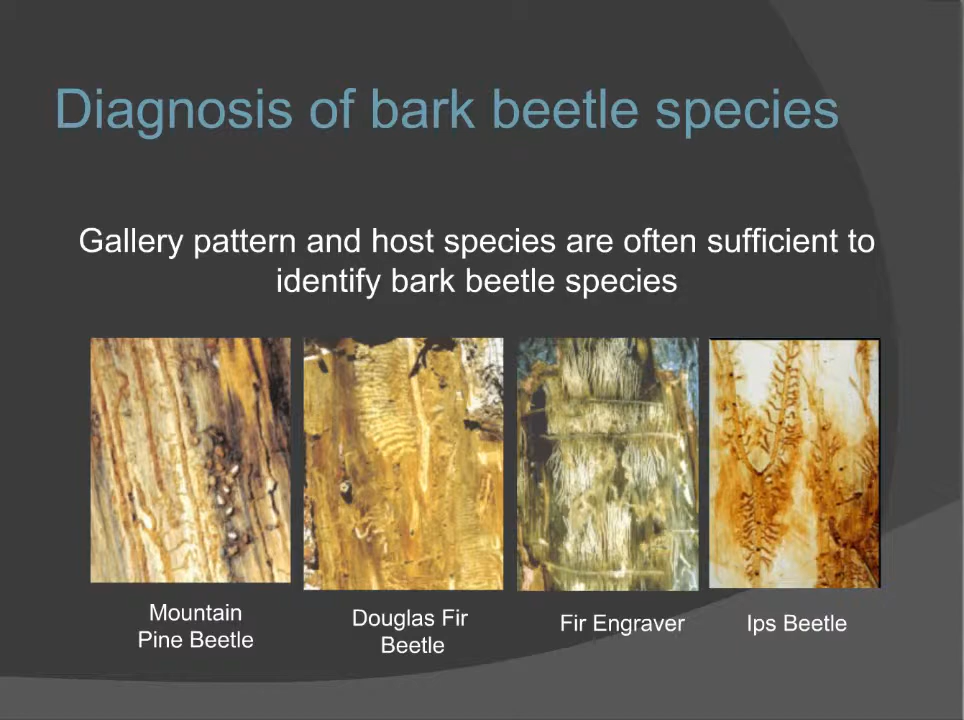 Diagnosis of bark beetle species
Gallery pattern and host species are often sufficient to
identify bark beetle species
Mountain
Pine Beetle
Douglas Fir
Beetle
Fir Engraver
Ips Beetle